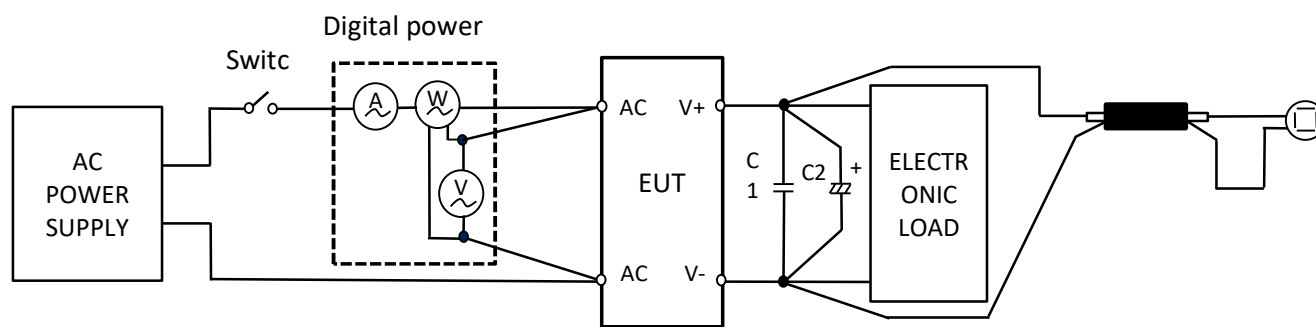 Digital power
Switc
A
W
V
AC
POWER
SUPPLY
AC
V+
EUT
AC
V-
C
1
C2
+
ELECTR
ONIC
LOAD